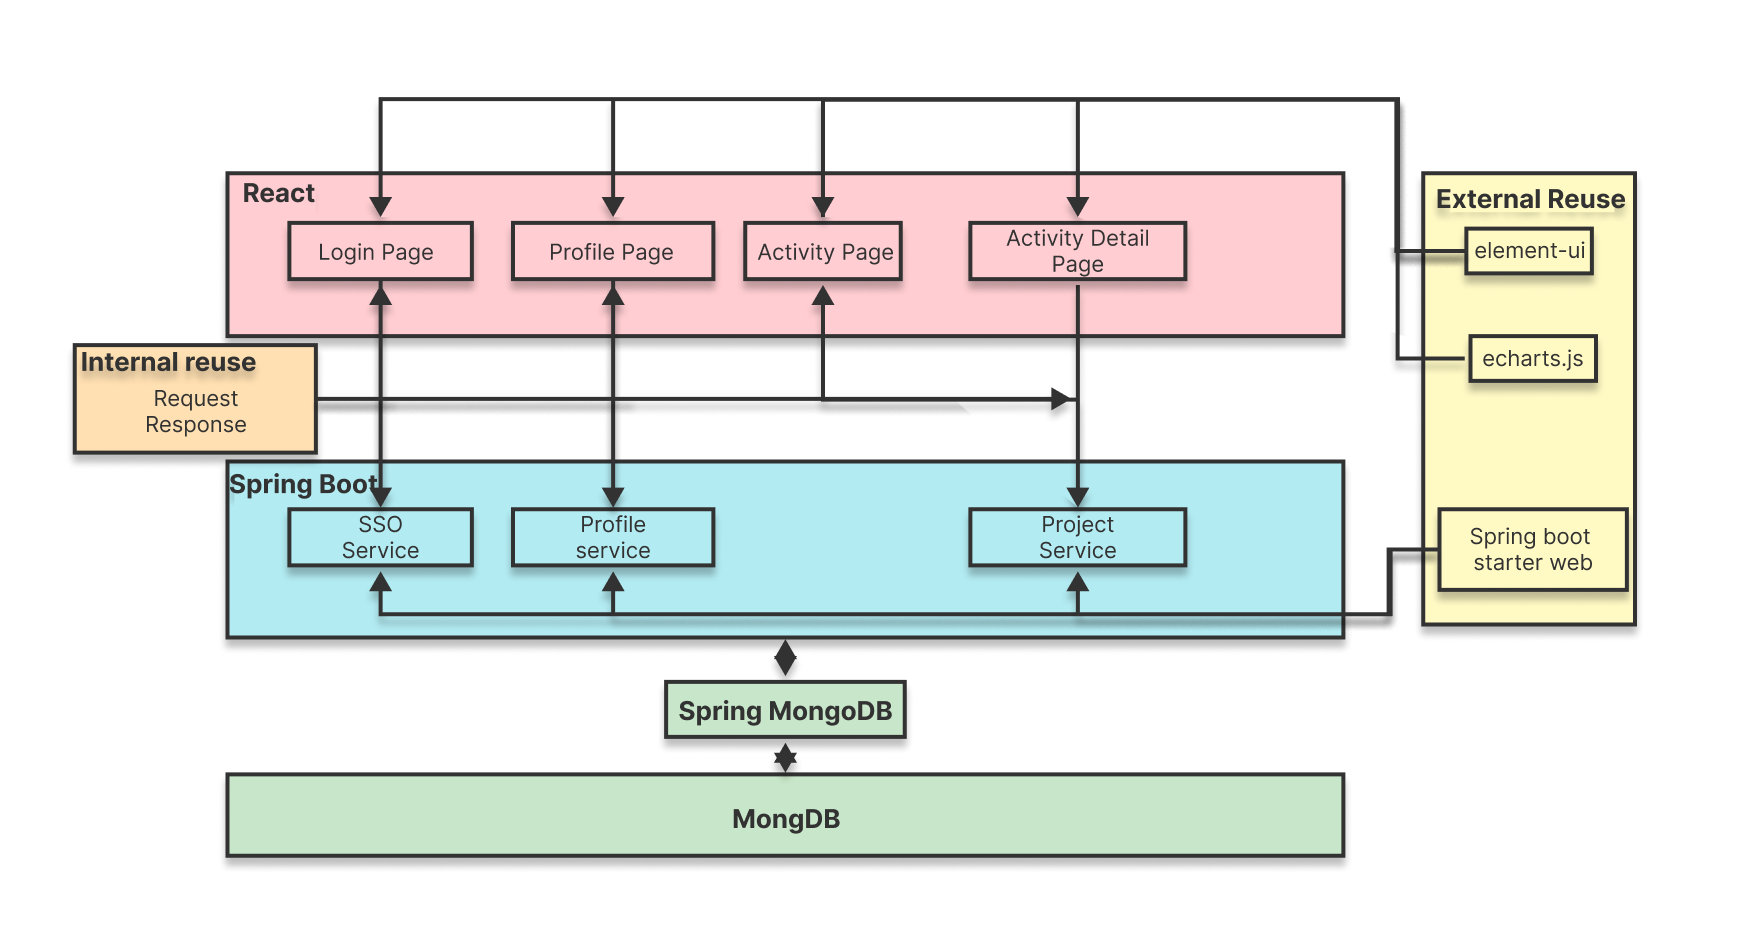 React
External Reuse
Login Page
Profile Page
Activity Page
Activity Detail
Page
element-ui
Internal reuse
Request
Response
echarts.js
Spring Boot
SSO
Service
Profile
service
Project
Service
Spring boot
starter web
Spring MongoDB
MongDB